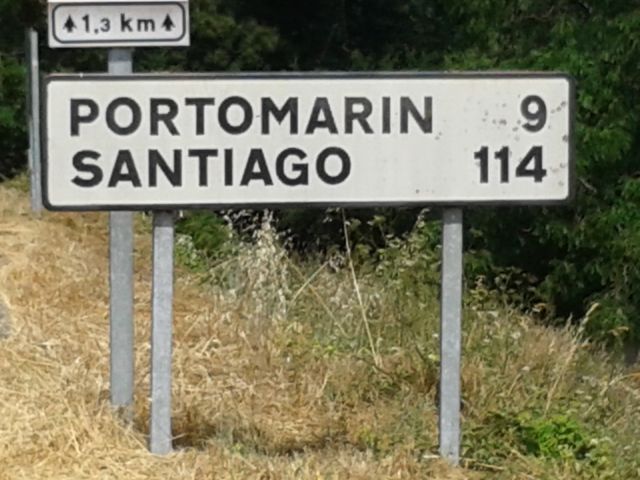 1,3 km
PORTOMARIN 9
SANTIAGO 114